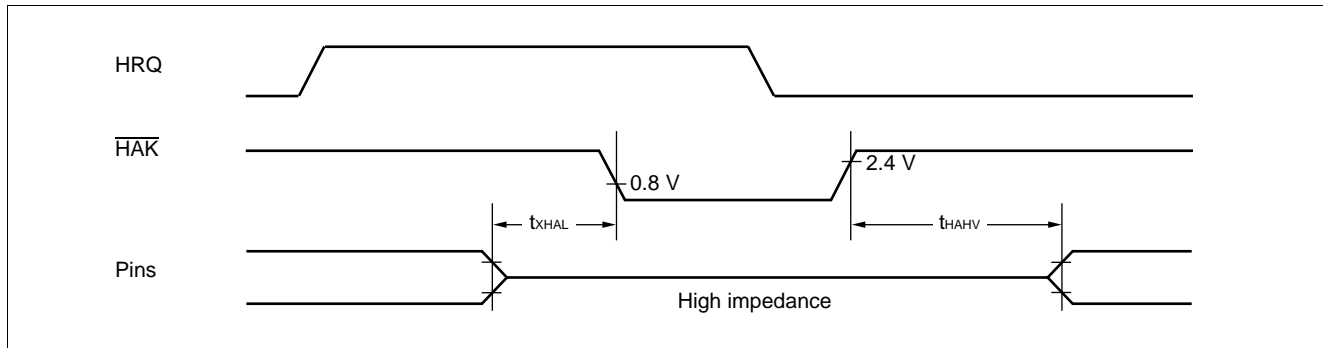 HRQ
HAK
0.8 V
2.4 V
tXHAL
tHAHV
Pins
High impedance